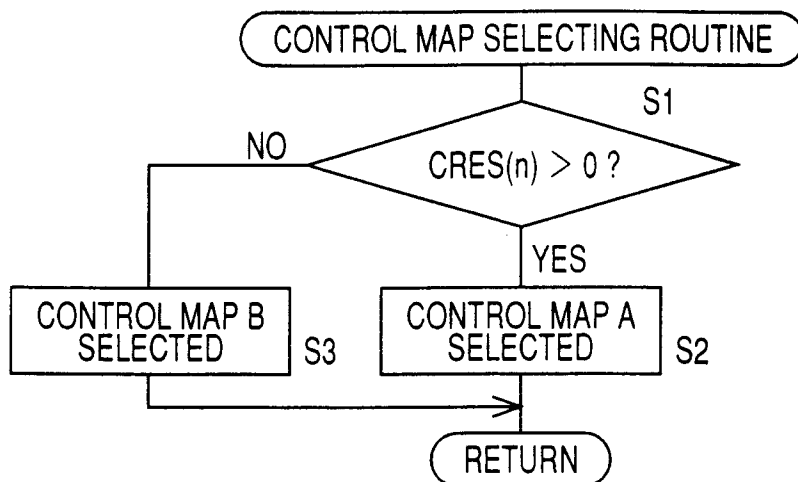 CONTROL MAP SELECTING ROUTINE
S1
NO
CRES(n) > 0 ?
YES
CONTROL MAP B
SELECTED
S3
CONTROL MAP A
SELECTED
S2
RETURN